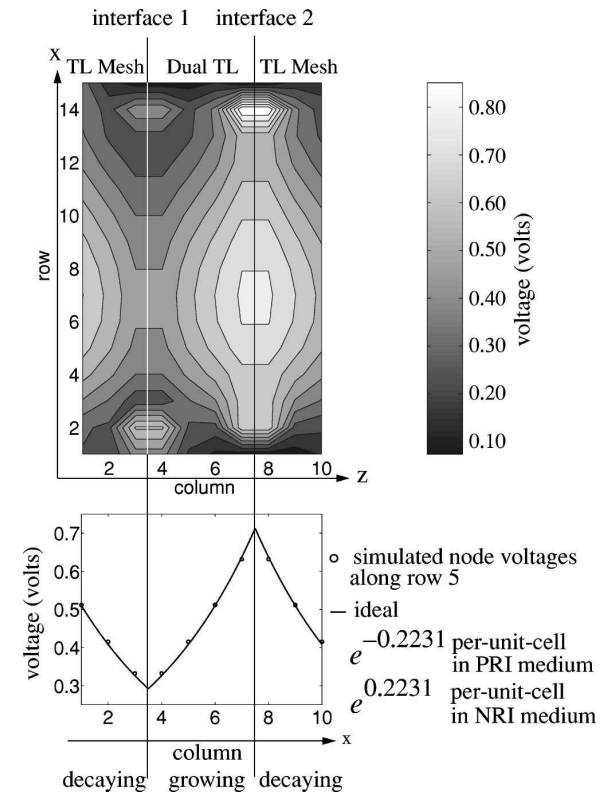 interface 1 interface 2
x
TL Mesh Dual TL TL Mesh
14
12
10
8
6
4
2
row
2 4 6 8 10
column
z
0.80
0.70
0.60
0.50
0.40
0.30
0.20
0.10
voltage (volts)
0.7
0.6
0.5
0.4
0.3
voltage (volts)
2 4 6 8 10
x
column
decaying growing decaying
simulated node voltages
along row 5
ideal
e^-0.2231 per-unit-cell
in PRI medium
e^0.2231 per-unit-cell
in NRI medium